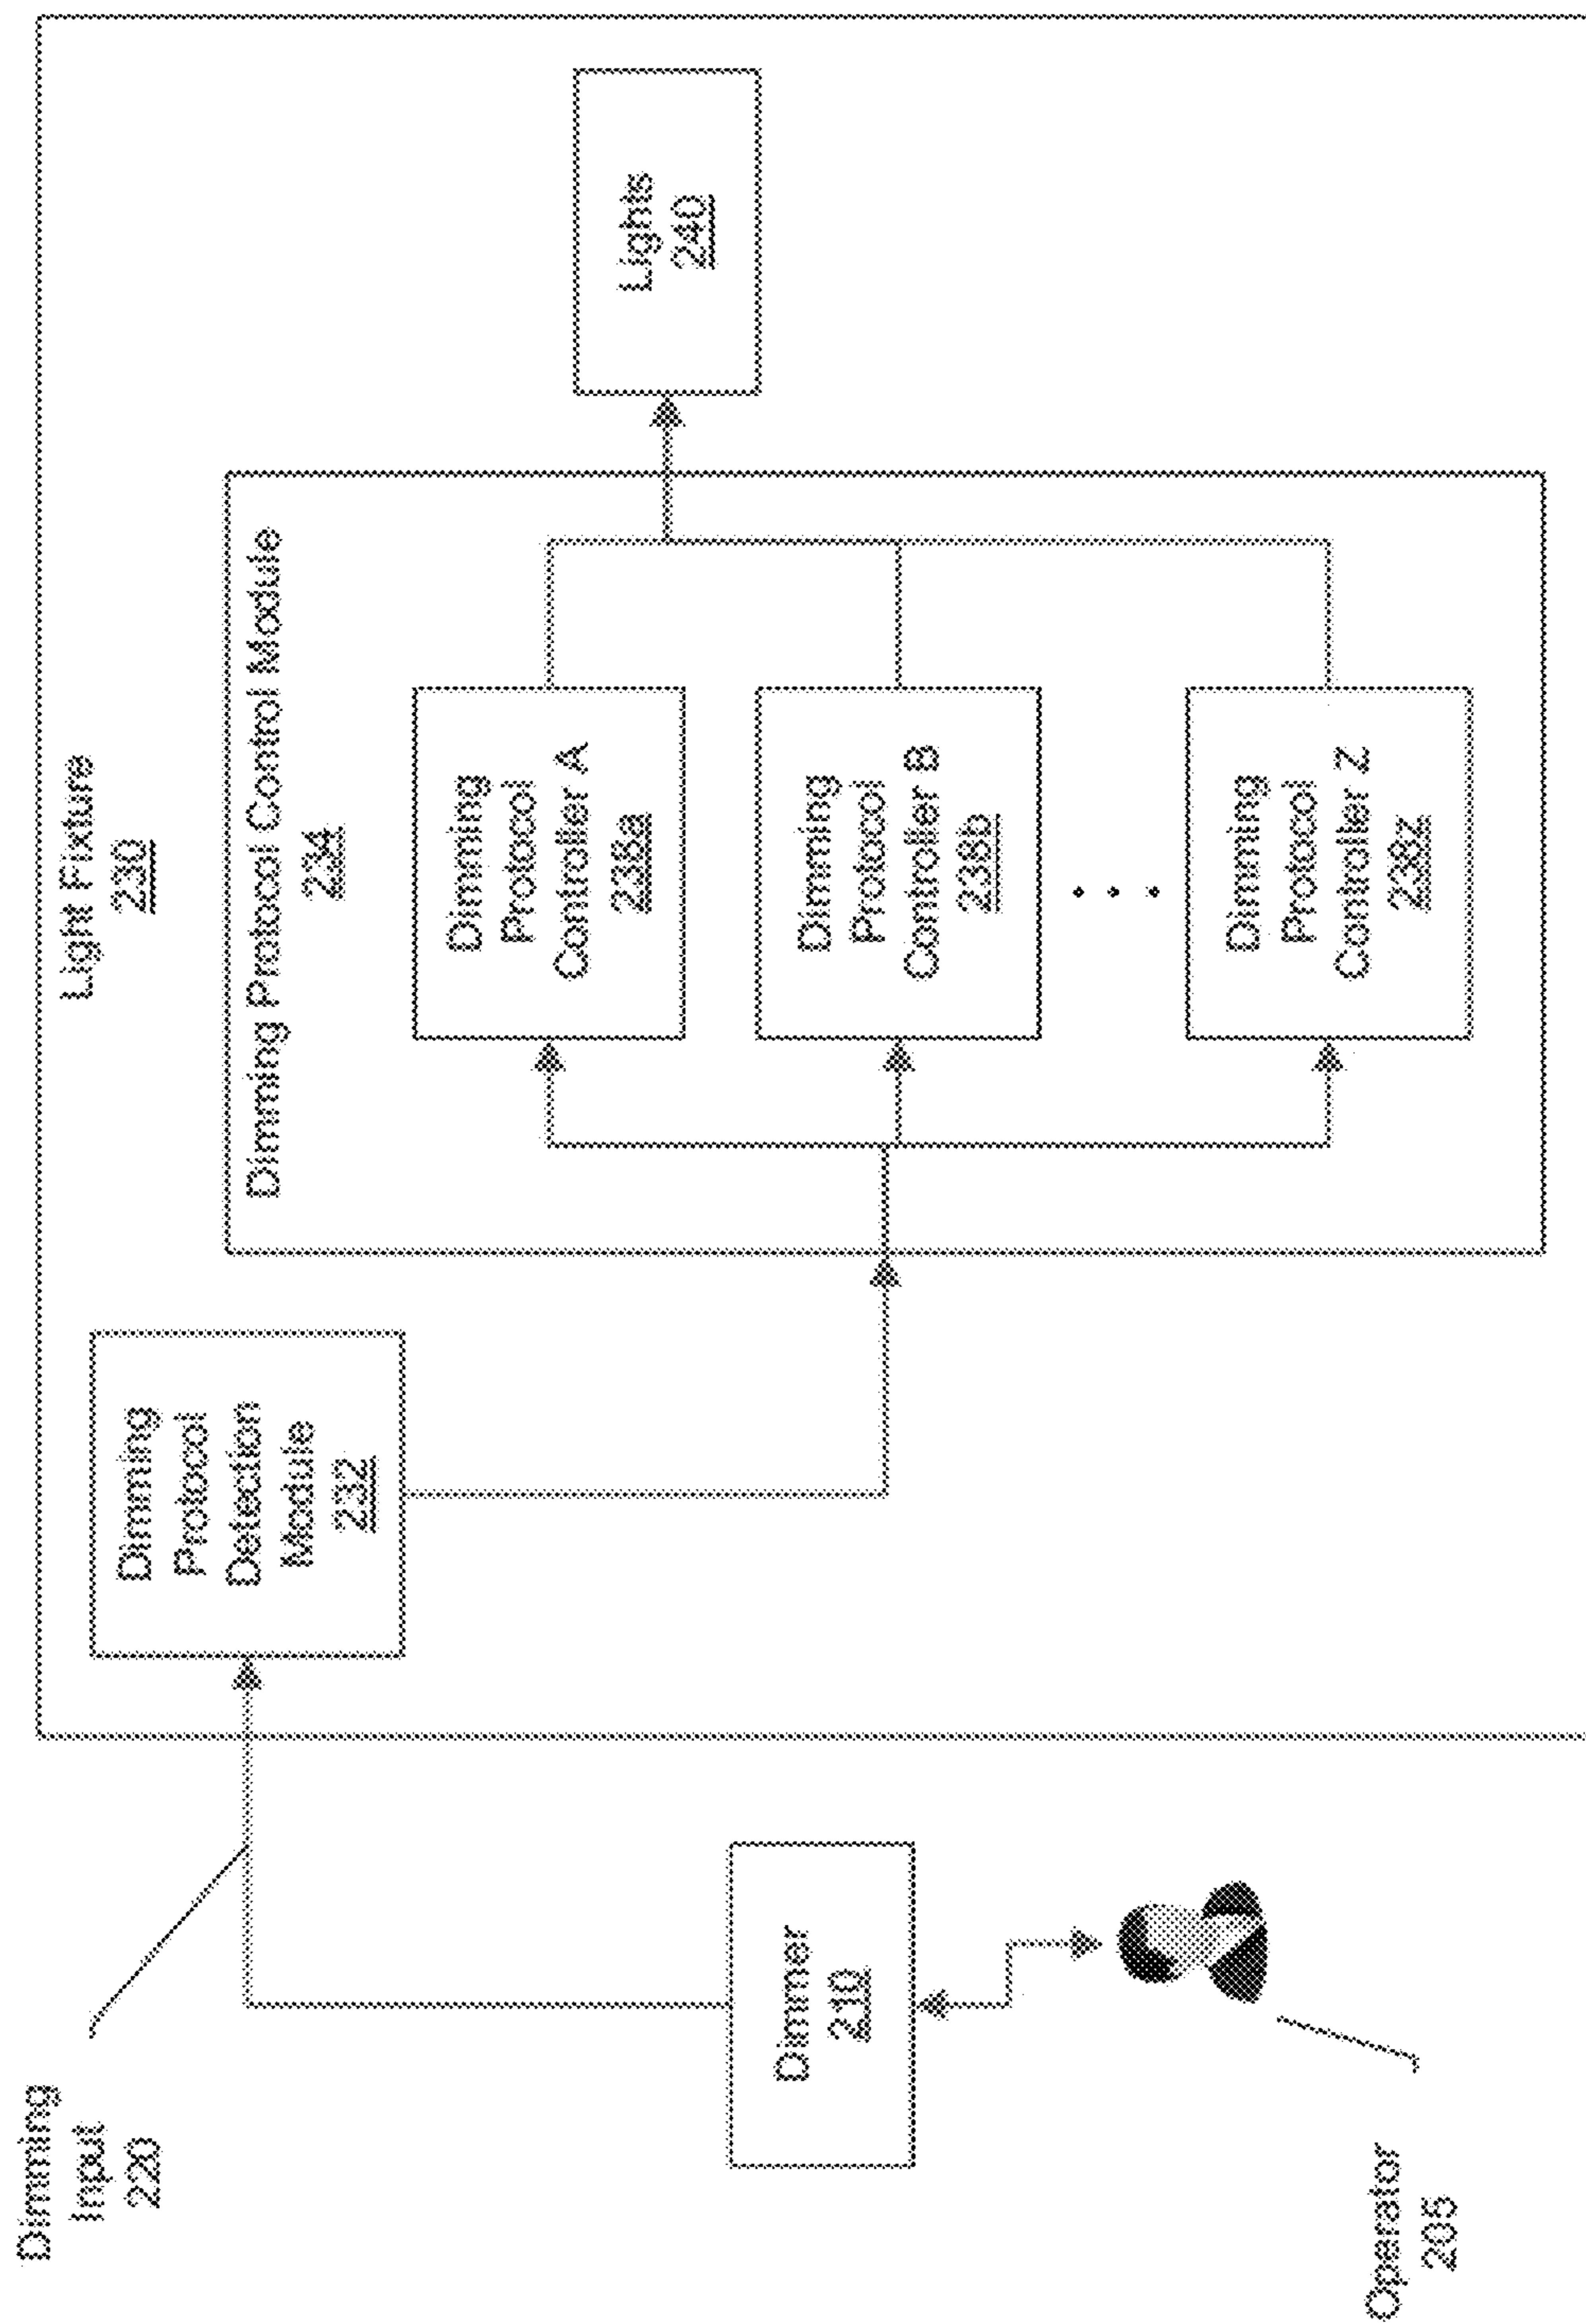 Light Fixture
230
Dimming Protocol Control Module
234
Dimming
Protocol
Detection
Module
232
Dimming
Input
220
Dimming
Protocol
Controller A
238a
Lights
240
Dimmer
210
Dimming
Protocol
Controller B
238b
. . .
Dimming
Protocol
Controller Z
238z
Operator
205